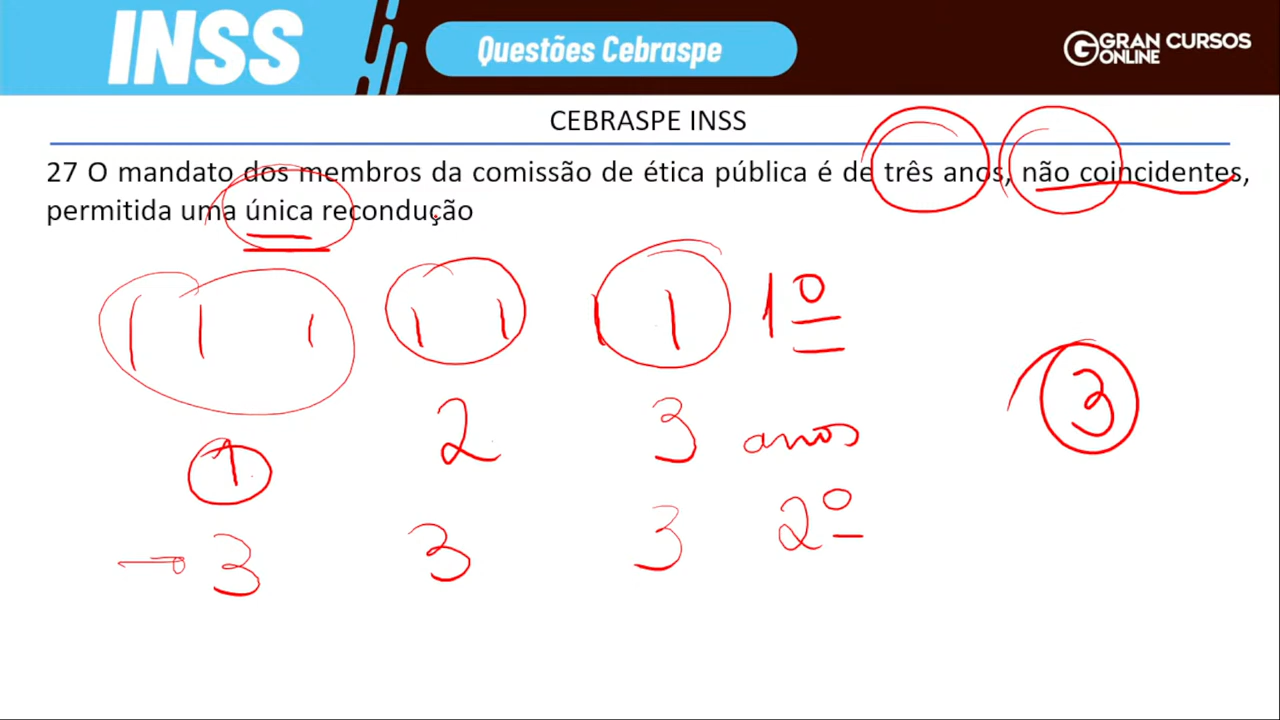 INSS
Questões Cebraspe
GRAN CURSOS
ONLINE
CEBRASPE INSS
27 O mandato dos membros da comissão de ética pública é de três anos, não coincidentes,
permitida uma única recondução
1 1 1 1 1 1 1 1º
3
1 2 3 anos
3 3 3 2º